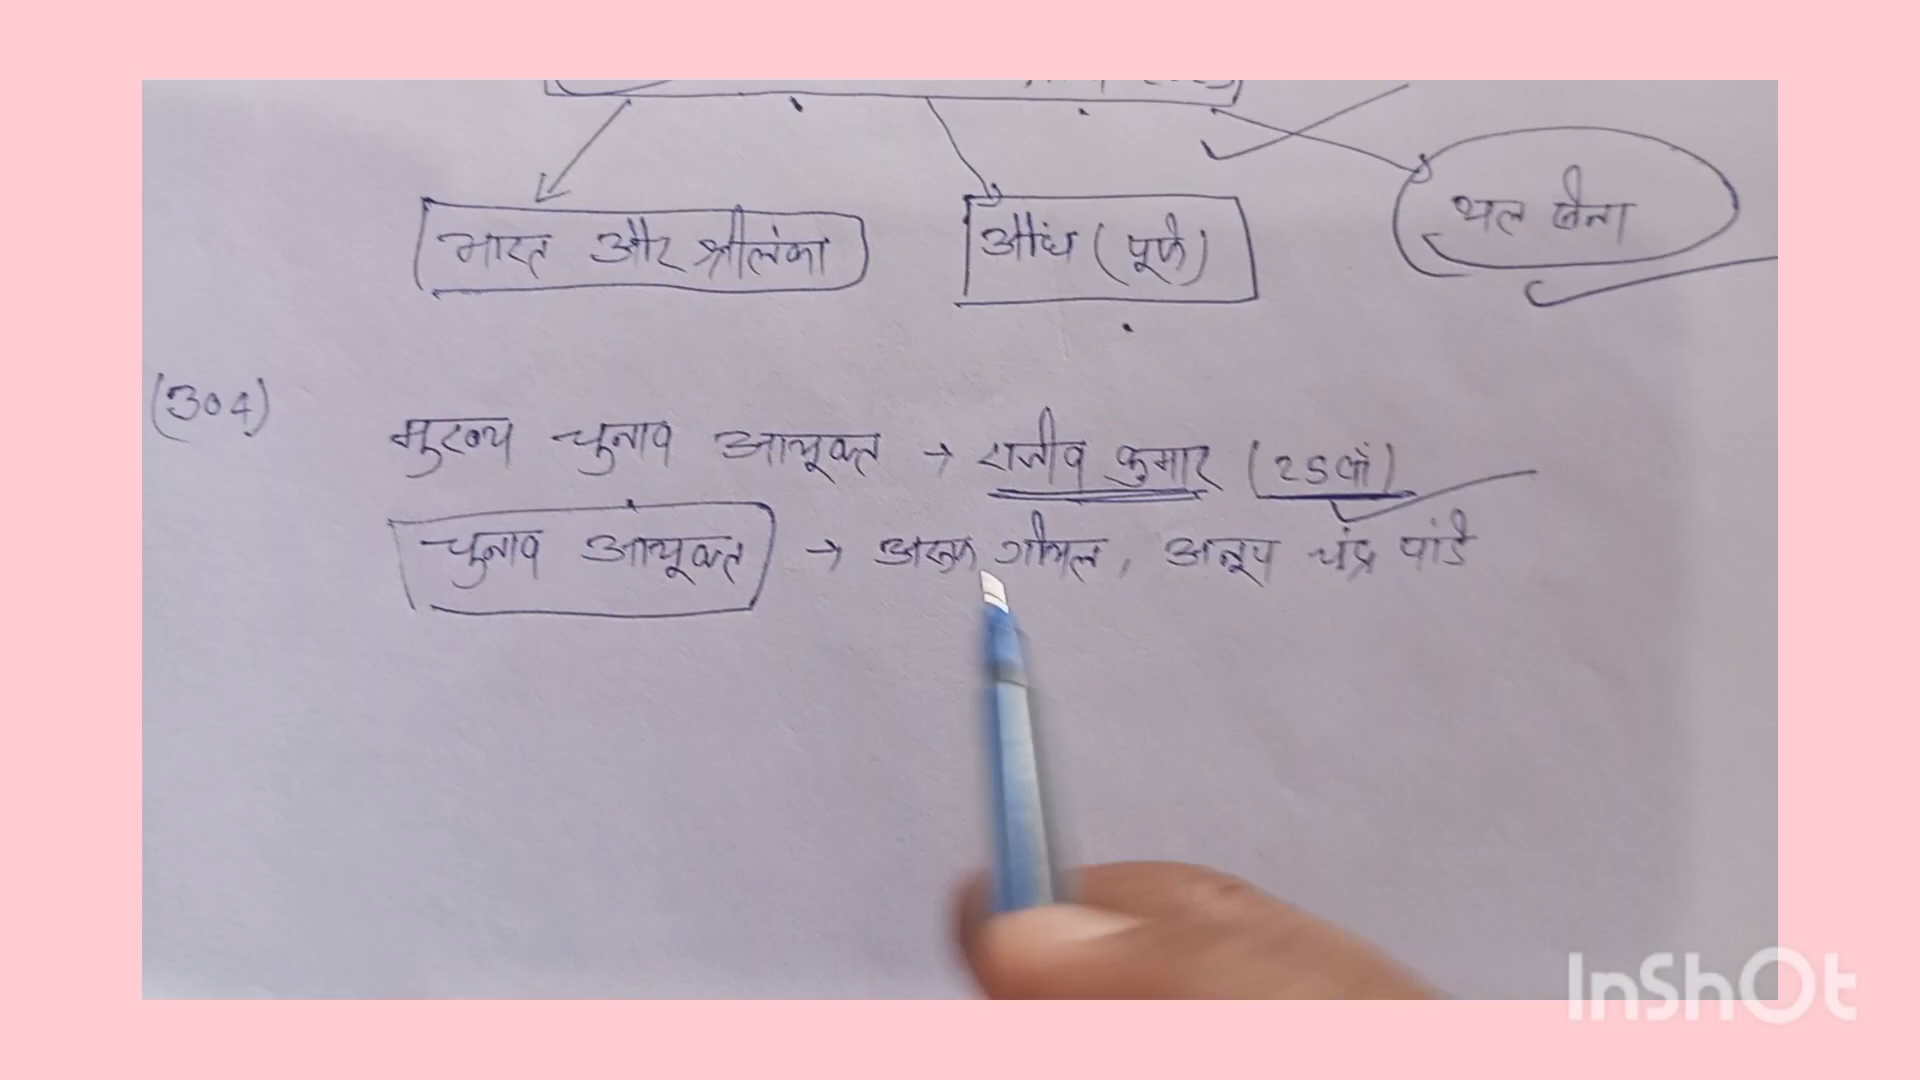 भारत और श्रीलंका
औंध (पूणे)
थल सेना
(304)
मुख्य चुनाव आयुक्त → राजीव कुमार (25वां)
चुनाव आयुक्त → अरुण गोयल, अनूप चंद्र पांडे
InShOt